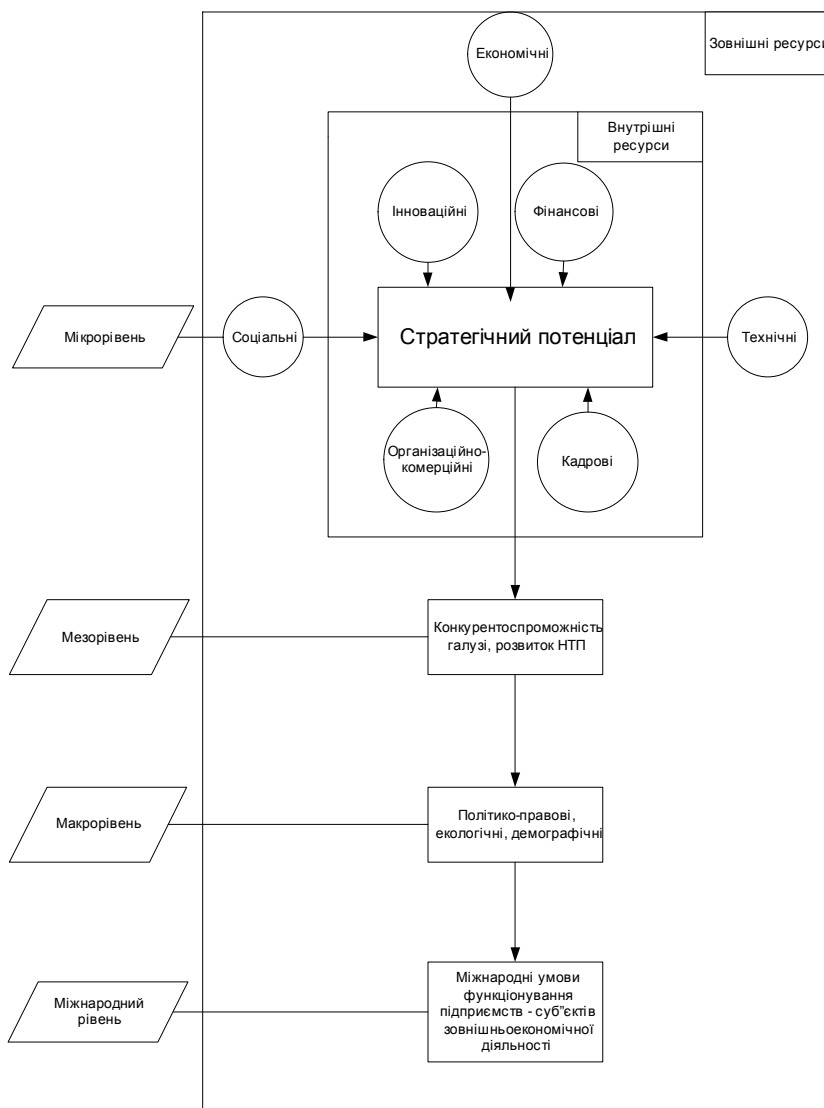 Зовнішні ресурси
Економічні
Внутрішні
ресурси
Інноваційні
Фінансові
Мікрорівень
Соціальні
Стратегічний потенціал
Технічні
Організаційно-
комерційні
Кадрові
Мезорівень
Конкурентоспроможність
галузі, розвиток НТП
Макрорівень
Політико-правові,
екологічні, демографічні
Міжнародний
рівень
Міжнародні умови
функціонування
підприємств - суб"єктів
зовнішньоекономічної
діяльності